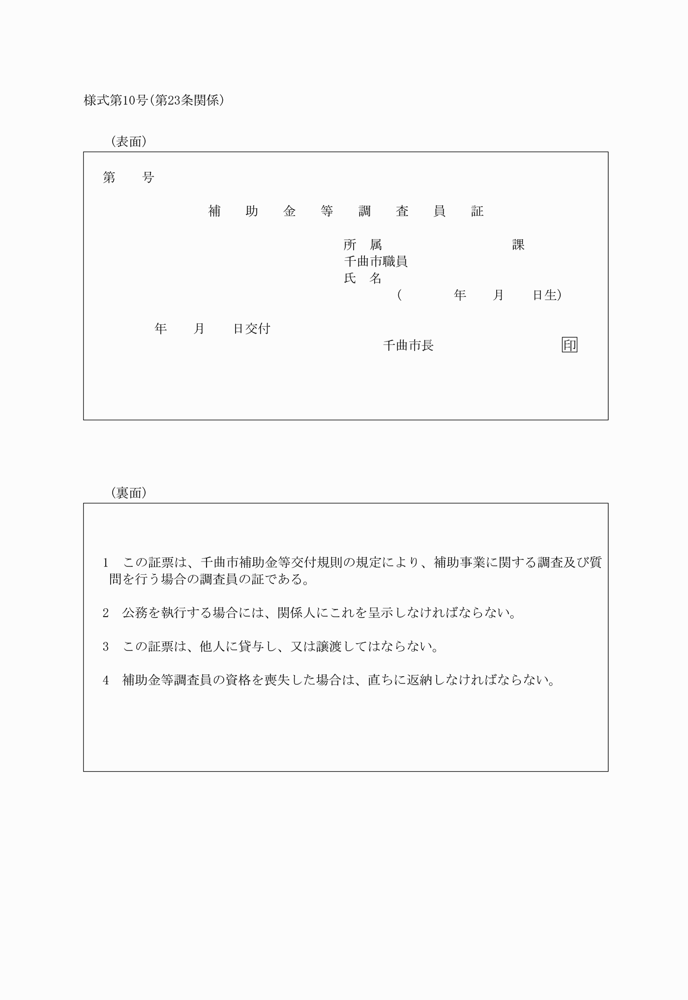 様式第10号(第23条関係)
(表面)
第　　号
補　助　金　等　調　査　員　証
所　属　　　　　　　　　　課
千曲市職員
氏　名
(　　　　年　　月　　日生)
年　　月　　日交付
千曲市長　　　　　　　　　　印
(裏面)
1　この証票は、千曲市補助金等交付規則の規定により、補助事業に関する調査及び質
問を行う場合の調査員の証である。
2　公務を執行する場合には、関係人にこれを呈示しなければならない。
3　この証票は、他人に貸与し、又は譲渡してはならない。
4　補助金等調査員の資格を喪失した場合は、直ちに返納しなければならない。